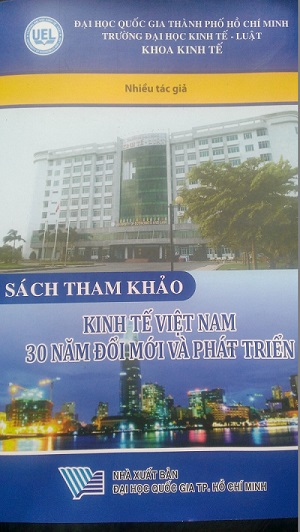 UEL
ĐẠI HỌC QUỐC GIA THÀNH PHỐ HỒ CHÍ MINH
TRƯỜNG ĐẠI HỌC KINH TẾ - LUẬT
KHOA KINH TẾ
Nhiều tác giả
SÁCH THAM KHẢO
KINH TẾ VIỆT NAM
30 NĂM ĐỔI MỚI VÀ PHÁT TRIỂN
NHÀ XUẤT BẢN
ĐẠI HỌC QUỐC GIA TP. HỒ CHÍ MINH